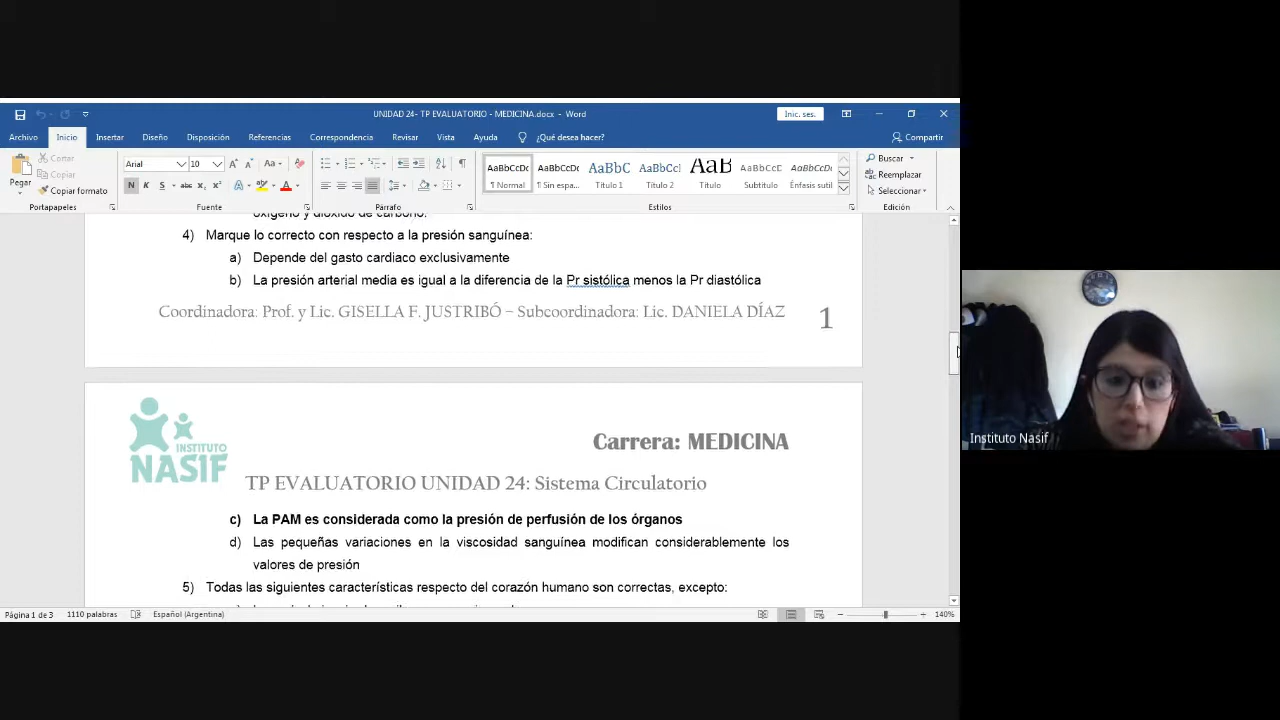 UNIDAD 24- TP EVALUATORIO - MEDICINA.docx - Word
Inic. ses.
Archivo Inicio Insertar Diseño Disposición Referencias Correspondencia Revisar Vista Ayuda ¿Qué desea hacer? Compartir
Pegar
Cortar
Copiar
Copiar formato
Portapapeles
Arial 10
Fuente
Párrafo
AaBbCcDc AaBbCcDc AaBbC AaBbCcI AaB AaBbCcD AaBbCcDc
¶ Normal ¶ Sin espa... Título 1 Título 2 Título Subtítulo Énfasis sutil
Estilos
Buscar
Reemplazar
Seleccionar
Edición
oxígeno y dióxido de carbono.
4) Marque lo correcto con respecto a la presión sanguínea:
a) Depende del gasto cardiaco exclusivamente
b) La presión arterial media es igual a la diferencia de la Pr sistólica menos la Pr diastólica
Coordinadora: Prof. y Lic. GISELLA F. JUSTRIBÓ – Subcoordinadora: Lic. DANIELA DÍAZ 1
INSTITUTO
NASIF
Carrera: MEDICINA
TP EVALUATORIO UNIDAD 24: Sistema Circulatorio
c) La PAM es considerada como la presión de perfusión de los órganos
d) Las pequeñas variaciones en la viscosidad sanguínea modifican considerablemente los
valores de presión
5) Todas las siguientes características respecto del corazón humano son correctas, excepto:
Página 1 de 3 1110 palabras Español (Argentina) 140%
Instituto Nasif